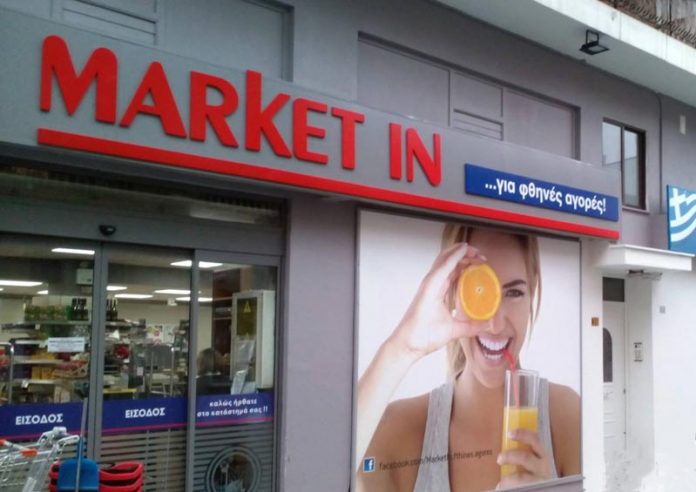 MARKET IN
...για φθηνές αγορές!
ΕΙΣΟΔΟΣ
ΕΙΣΟΔΟΣ
καλώς ήρθατε
στο κατάστημά σας !!